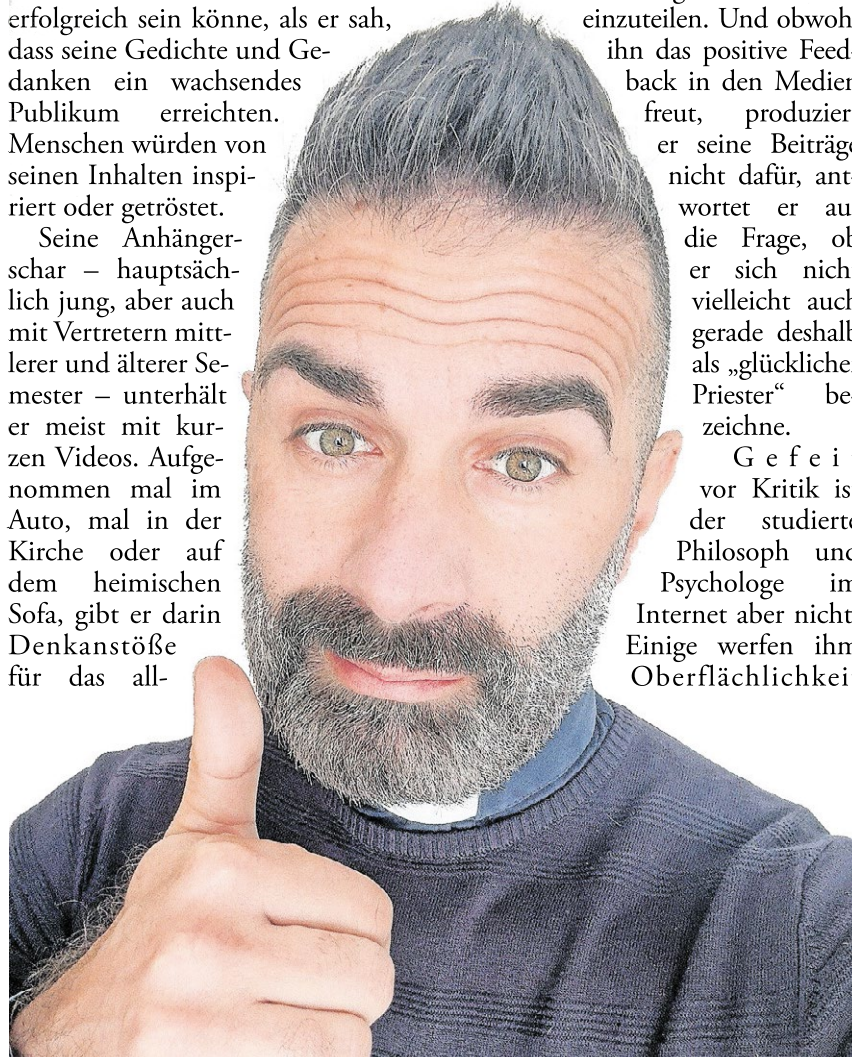 erfolgreich sein könne, als er sah,
dass seine Gedichte und Ge-
danken ein wachsendes
Publikum erreichten.
Menschen würden von
seinen Inhalten inspi-
riert oder getröstet.
Seine Anhänger-
schar – hauptsäch-
lich jung, aber auch
mit Vertretern mitt-
lerer und älterer Se-
mester – unterhält
er meist mit kur-
zen Videos. Aufge-
nommen mal im
Auto, mal in der
Kirche oder auf
dem heimischen
Sofa, gibt er darin
Denkanstöße
für das all-
einzuteilen. Und obwoh
ihn das positive Feed-
back in den Medien
freut, produzier
er seine Beiträge
nicht dafür, ant-
wortet er au
die Frage, ob
er sich nich
vielleicht auch
gerade deshalb
als „glückliche
Priester“ be-
zeichne.
Gefei
vor Kritik is
der studierte
Philosoph und
Psychologe im
Internet aber nicht
Einige werfen ihm
Oberflächlichkei